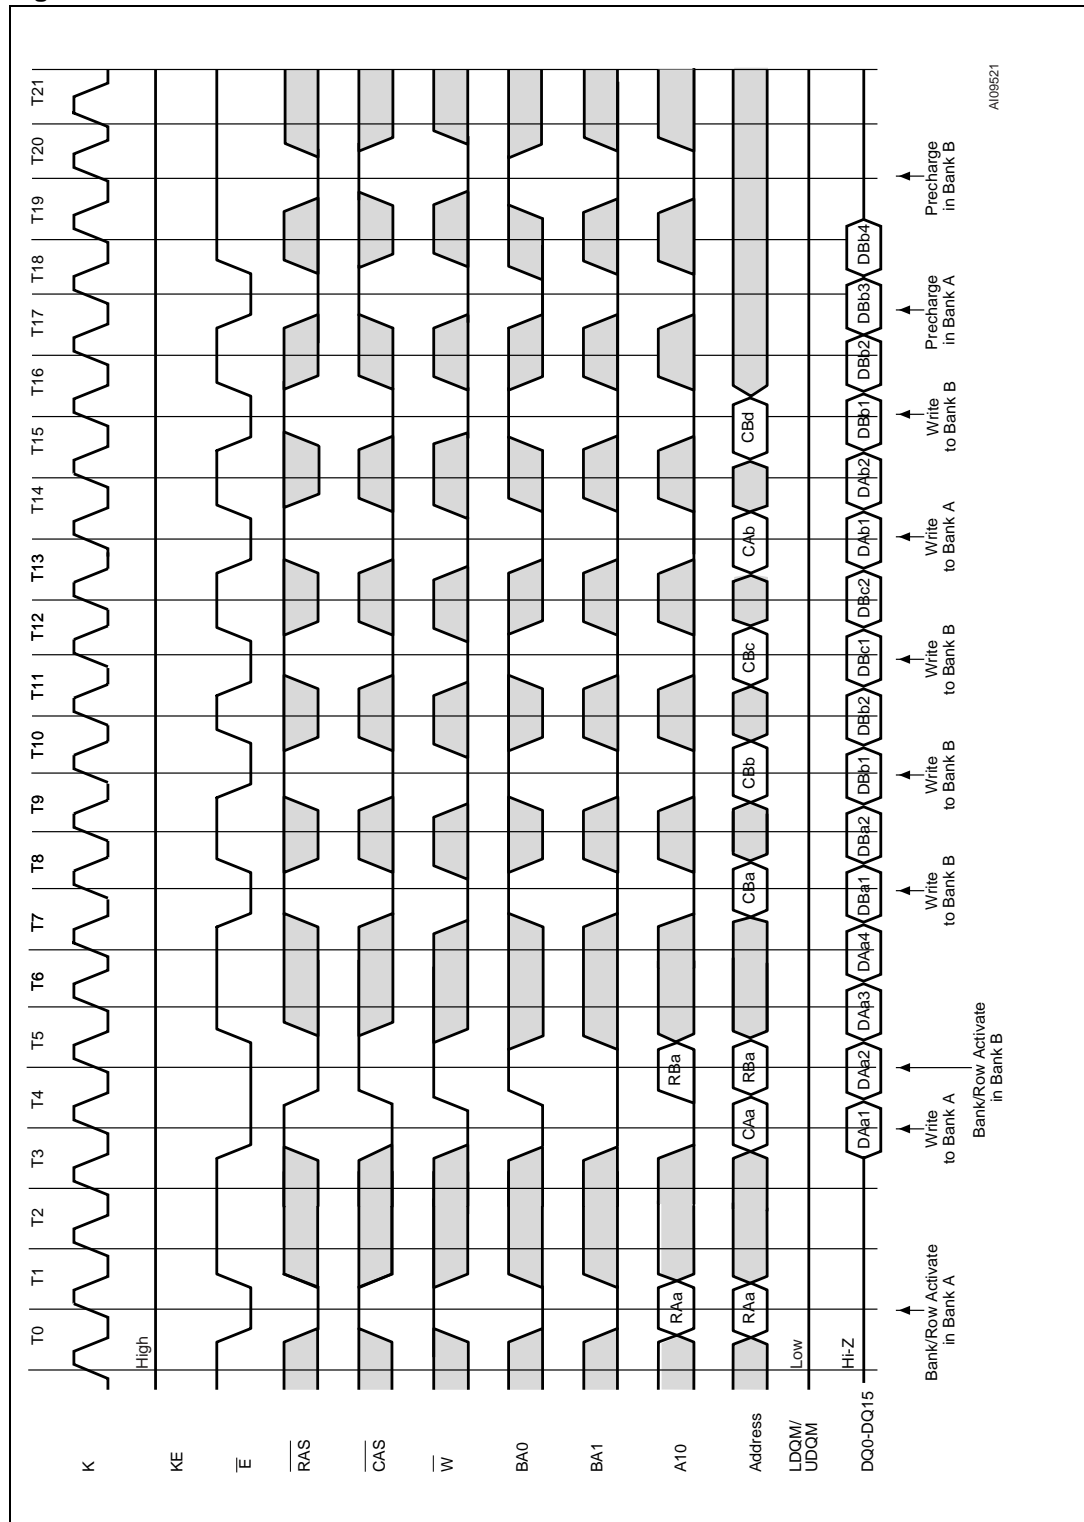 T0 T1 T2 T3 T4 T5 T6 T7 T8 T9 T10 T11 T12 T13 T14 T15 T16 T17 T18 T19 T20 T21
K
KE High
E
RAS
CAS
W
BA0
BA1
A10 RAa RBa
Address RAa CAa RBa CBa CBb CBc CAb CBd
LDQM/
UDQM Low
DQ0-DQ15 Hi-Z DAa1 DAa2 DAa3 DAa4 DBa1 DBa2 DBb1 DBb2 DBc1 DBc2 DAb1 DAb2 DBb1 DBb2 DBb3 DBb4
Bank/Row Activate
in Bank A
Write
to Bank A
Bank/Row Activate
in Bank B
Write
to Bank B
Write
to Bank B
Write
to Bank B
Write
to Bank A
Write
to Bank B
Precharge
in Bank A
Precharge
in Bank B
AI09521